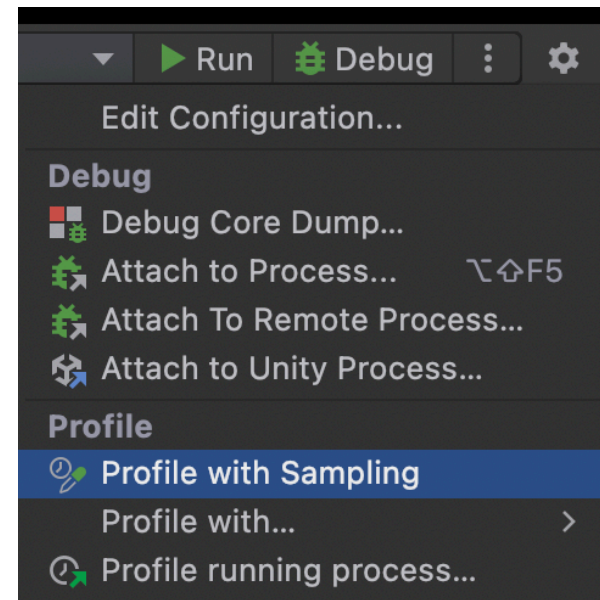 Run Debug
Edit Configuration...
Debug
Debug Core Dump...
Attach to Process... ⌥⇧F5
Attach To Remote Process...
Attach to Unity Process...
Profile
Profile with Sampling
Profile with...
Profile running process...